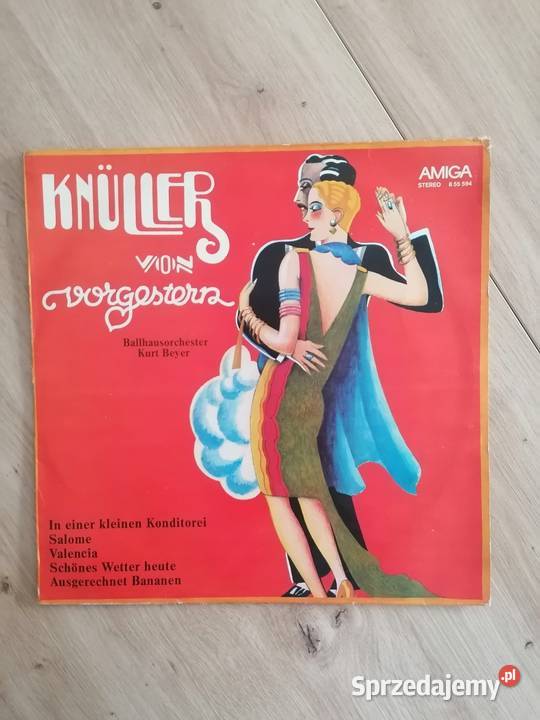 KNÜLLER
VON
vorgestern
AMIGA
STEREO 8 55 594
Ballhausorchester
Kurt Beyer
In einer kleinen Konditorei
Salome
Valencia
Schönes Wetter heute
Ausgerechnet Bananen
Sprzedajemy.pl